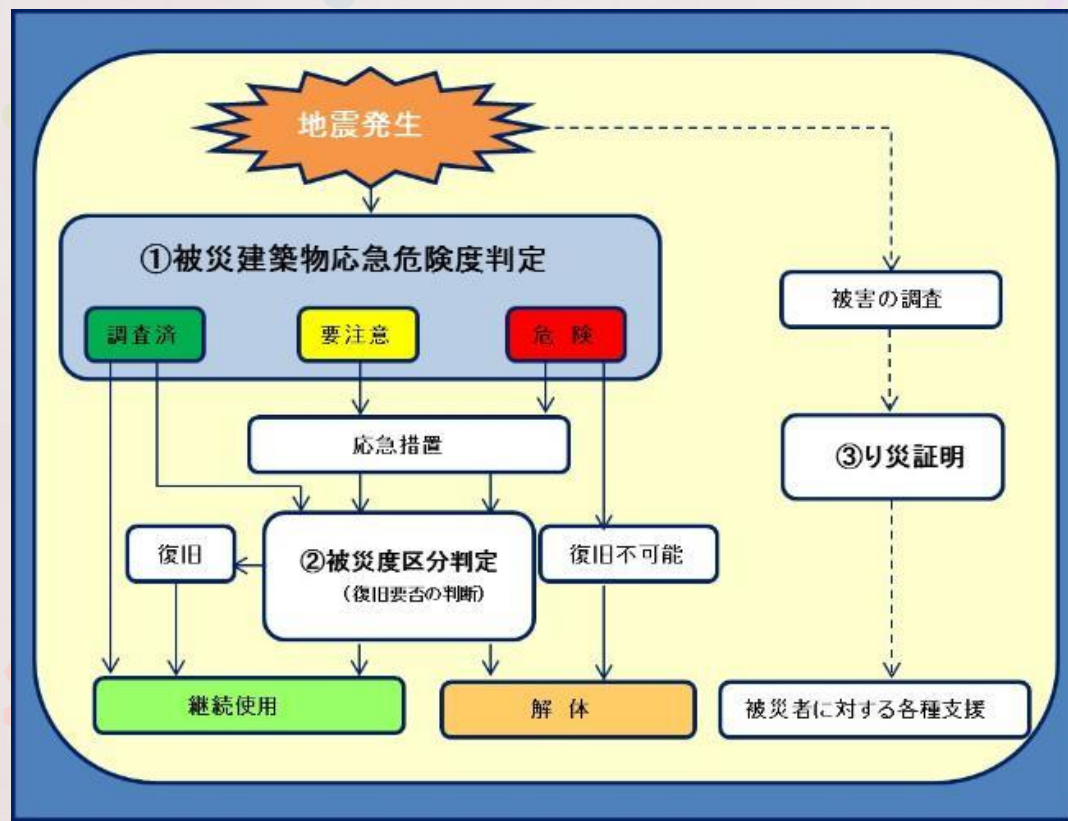 地震発生
①被災建築物応急危険度判定
調査済
要注意
危 険
被害の調査
応急措置
③り災証明
復旧
②被災度区分判定
(復旧要否の判断)
復旧不可能
継続使用
解 体
被災者に対する各種支援